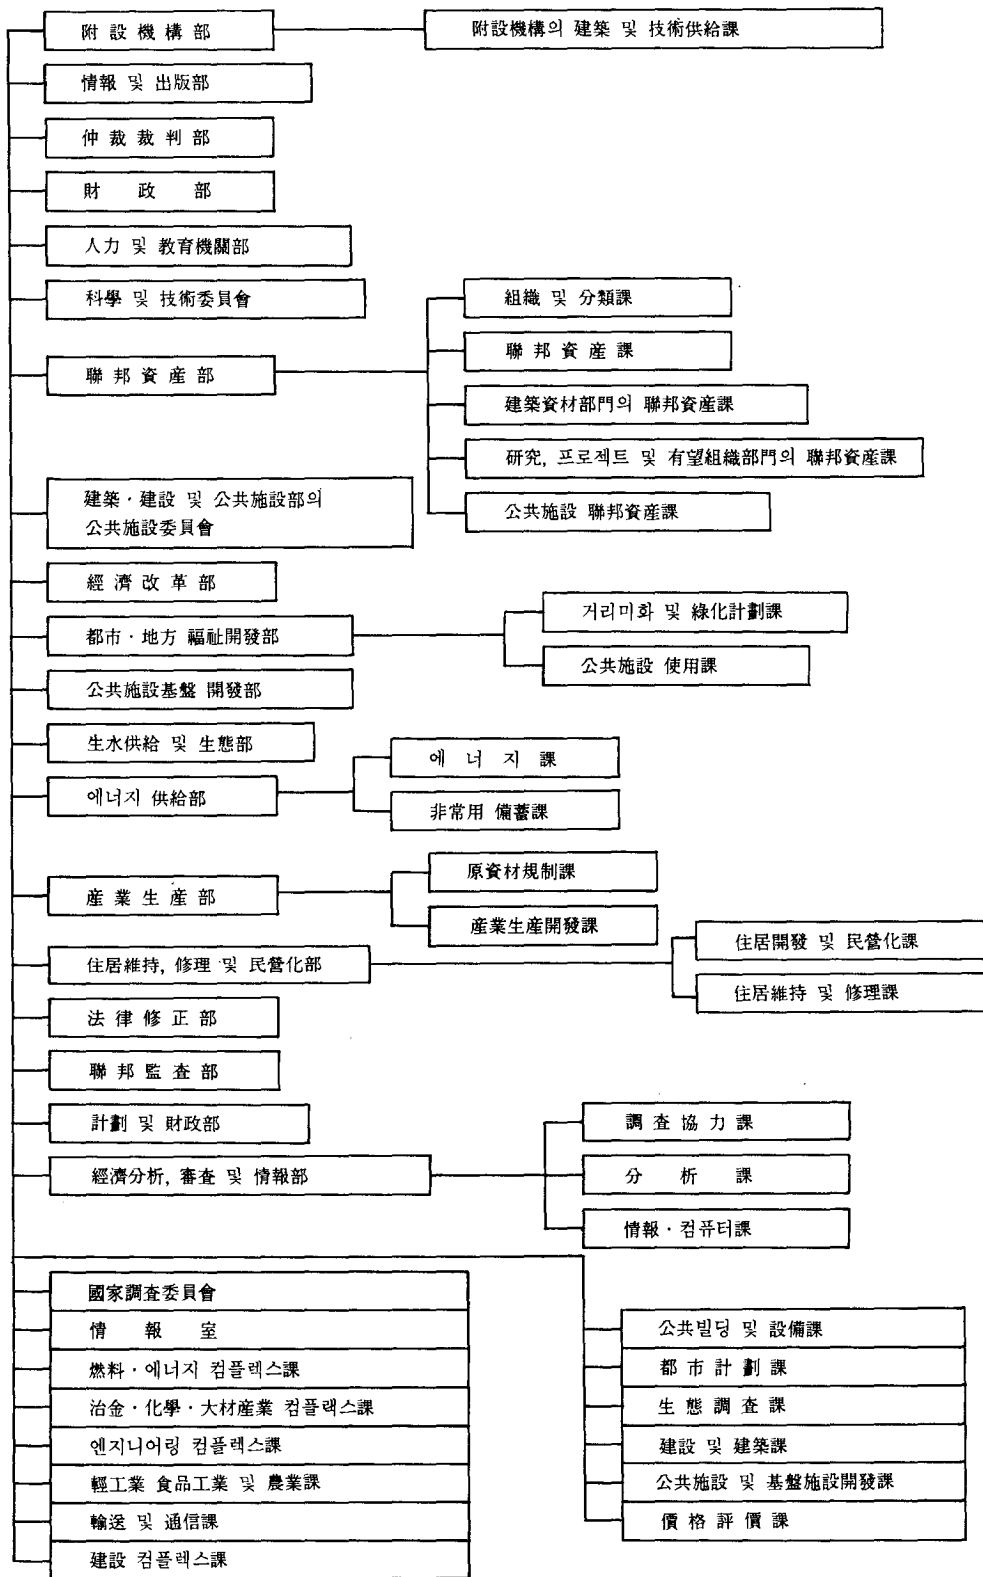 附設機構部
附設機構의 建築 및 技術供給課
情報 및 出版部
仲裁裁判部
財政部
人力 및 教育機關部
科學 및 技術委員會
聯邦資産部
組織 및 分類課
聯邦資産課
建築資材部門의 聯邦資産課
研究, 프로젝트 및 有望組織部門의 聯邦資産課
公共施設 聯邦資産課
建築·建設 및 公共施設部의
公共施設委員會
經濟改革部
都市·地方 福祉開發部
거리미화 및 綠化計劃課
公共施設 使用課
公共施設基盤 開發部
生水供給 및 生態部
에너지 供給部
에너지課
非常用 備蓄課
産業生産部
原資材規制課
産業生産開發課
住居維持, 修理 및 民營化部
住居開發 및 民營化課
住居維持 및 修理課
法律修正部
聯邦監査部
計劃 및 財政部
經濟分析, 審査 및 情報部
調査協力課
分析課
情報·컴퓨터課
國家調査委員會
情報室
燃料·에너지 컴플렉스課
冶金·化學·大材産業 컴플렉스課
엔지니어링 컴플렉스課
輕工業 食品工業 및 農業課
輸送 및 通信課
建設 컴플렉스課
公共빌딩 및 設備課
都市計劃課
生態調査課
建設 및 建築課
公共施設 및 基盤施設開發課
價格評價課